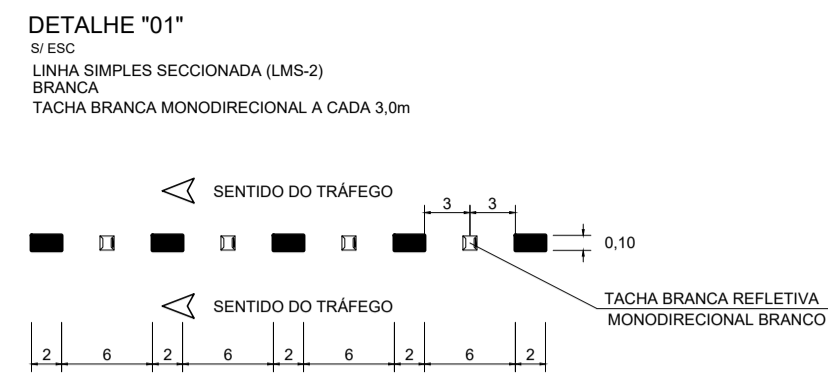 DETALHE "01"
S/ ESC
LINHA SIMPLES SECCIONADA (LMS-2)
BRANCA
TACHA BRANCA MONODIRECIONAL A CADA 3,0m
SENTIDO DO TRÁFEGO
3 3
0,10
TACHA BRANCA REFLETIVA
MONODIRECIONAL BRANCO
SENTIDO DO TRÁFEGO
2 6 2 6 2 6 2 6 2